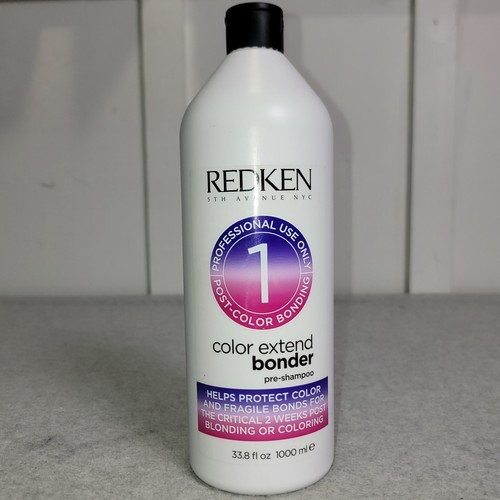 REDKEN
5TH AVENUE NYC
PROFESSIONAL USE ONLY
1
POST-COLOR BONDING
color extend
bonder
pre-shampoo
HELPS PROTECT COLOR
AND FRAGILE BONDS FOR
THE CRITICAL 2 WEEKS POST
BLONDING OR COLORING
33.8 fl oz 1000 ml e